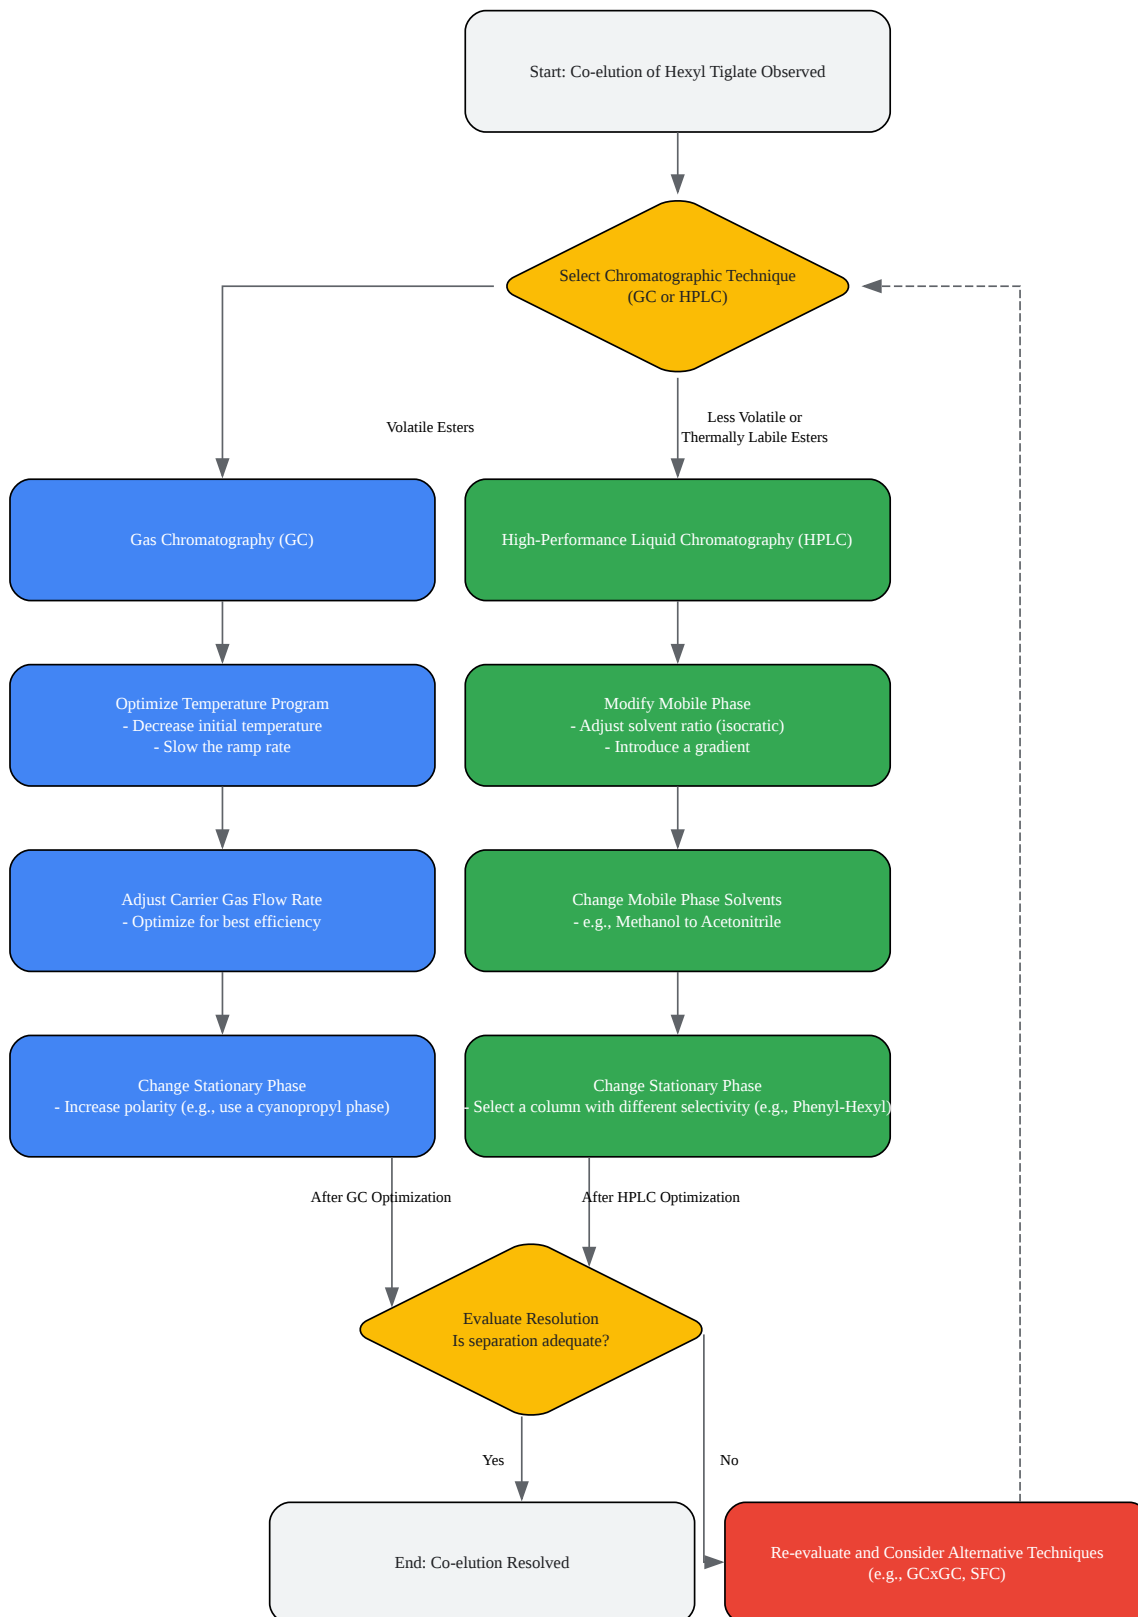 Start: Co-elution of Hexyl Tiglate Observed
Select Chromatographic Technique
(GC or HPLC)
Volatile Esters
Less Volatile or
Thermally Labile Esters
Gas Chromatography (GC)
High-Performance Liquid Chromatography (HPLC)
Optimize Temperature Program
- Decrease initial temperature
- Slow the ramp rate
Modify Mobile Phase
- Adjust solvent ratio (isocratic)
- Introduce a gradient
Adjust Carrier Gas Flow Rate
- Optimize for best efficiency
Change Mobile Phase Solvents
- e.g., Methanol to Acetonitrile
Change Stationary Phase
- Increase polarity (e.g., use a cyanopropyl phase)
Change Stationary Phase
- Select a column with different selectivity (e.g., Phenyl-Hexyl)
After GC Optimization
After HPLC Optimization
Evaluate Resolution
Is separation adequate?
Yes
No
End: Co-elution Resolved
Re-evaluate and Consider Alternative Techniques
(e.g., GCxGC, SFC)